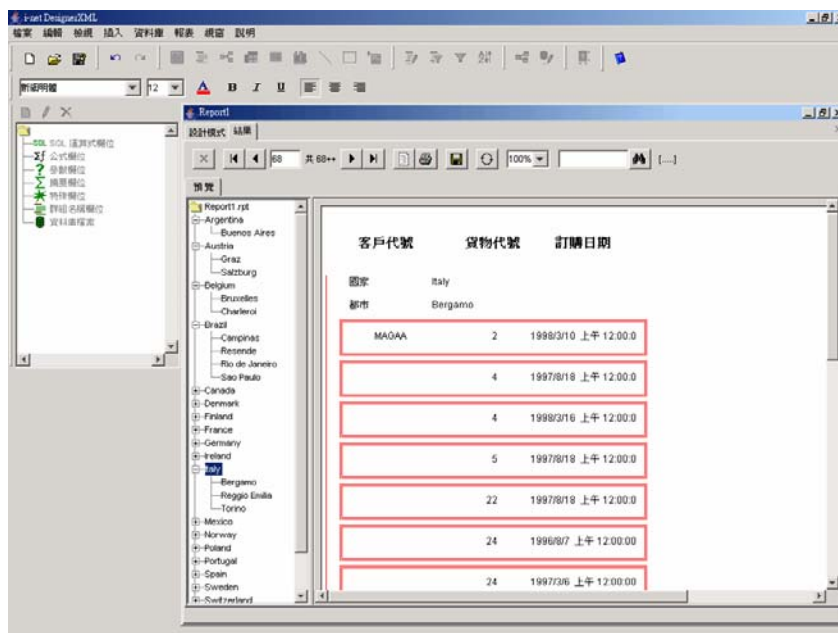 i-net DesignerXML
檔案 編輯 檢視 插入 資料庫 報表 視窗 說明
新細明體 12 B I U
SQL SQL 運算式欄位
公式欄位
參數欄位
摘要欄位
特殊欄位
群組名稱欄位
資料庫檔案
Report1
設計模式 結果
68 共 68++ 100% [....]
預覽
Report1.rpt
Argentina
Buenos Aires
Austria
Graz
Salzburg
Belgium
Bruxelles
Charleroi
Brazil
Campinas
Resende
Rio de Janeiro
Sao Paulo
Canada
Denmark
Finland
France
Germany
Ireland
Italy
Bergamo
Reggio Emilia
Torino
Mexico
Norway
Poland
Portugal
Spain
Sweden
Switzerland
客戶代號 貨物代號 訂購日期
國家 Italy
都市 Bergamo
MAGAA 2 1998/3/10 上午 12:00:0
4 1997/8/18 上午 12:00:0
4 1998/3/16 上午 12:00:0
5 1997/8/18 上午 12:00:0
22 1997/8/18 上午 12:00:0
24 1996/8/7 上午 12:00:00
24 1997/3/6 上午 12:00:00